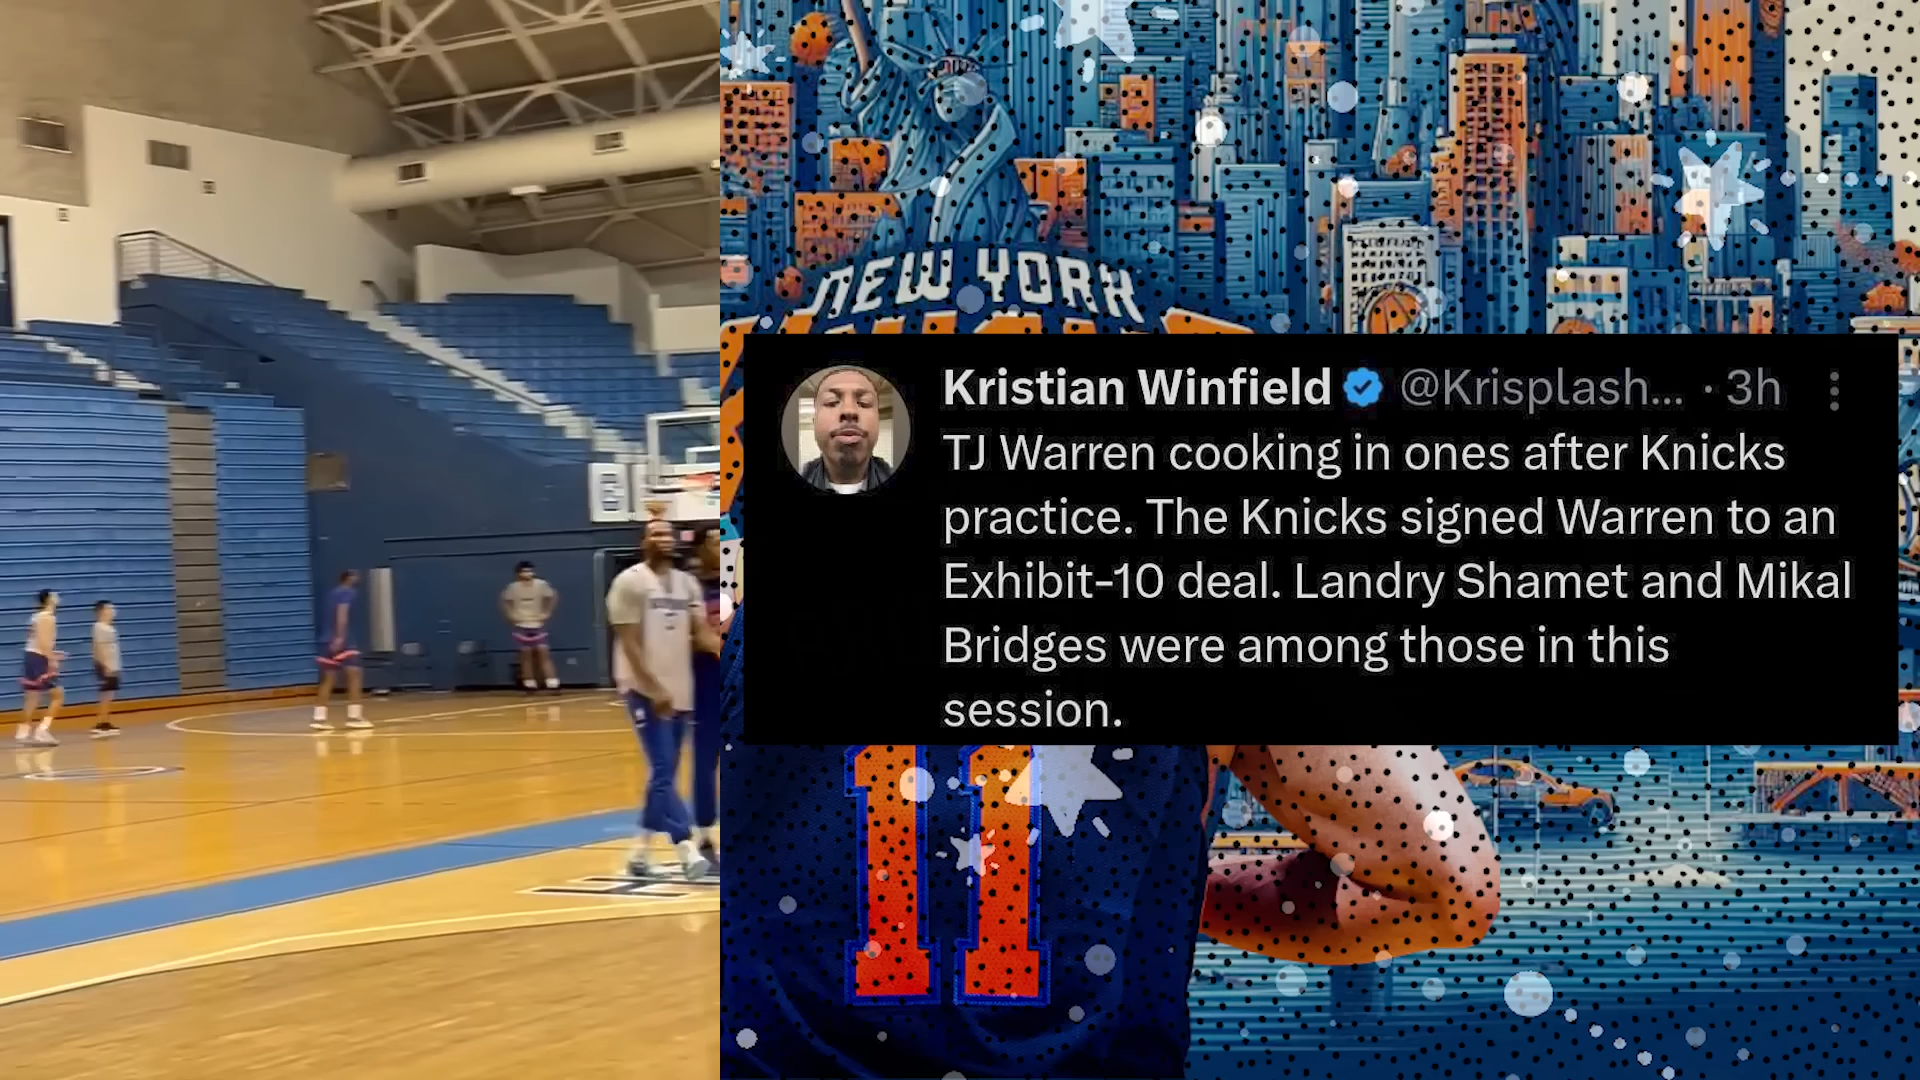 NEW YORK
Kristian Winfield @Krisplash... · 3h
TJ Warren cooking in ones after Knicks
practice. The Knicks signed Warren to an
Exhibit-10 deal. Landry Shamet and Mikal
Bridges were among those in this
session.
11